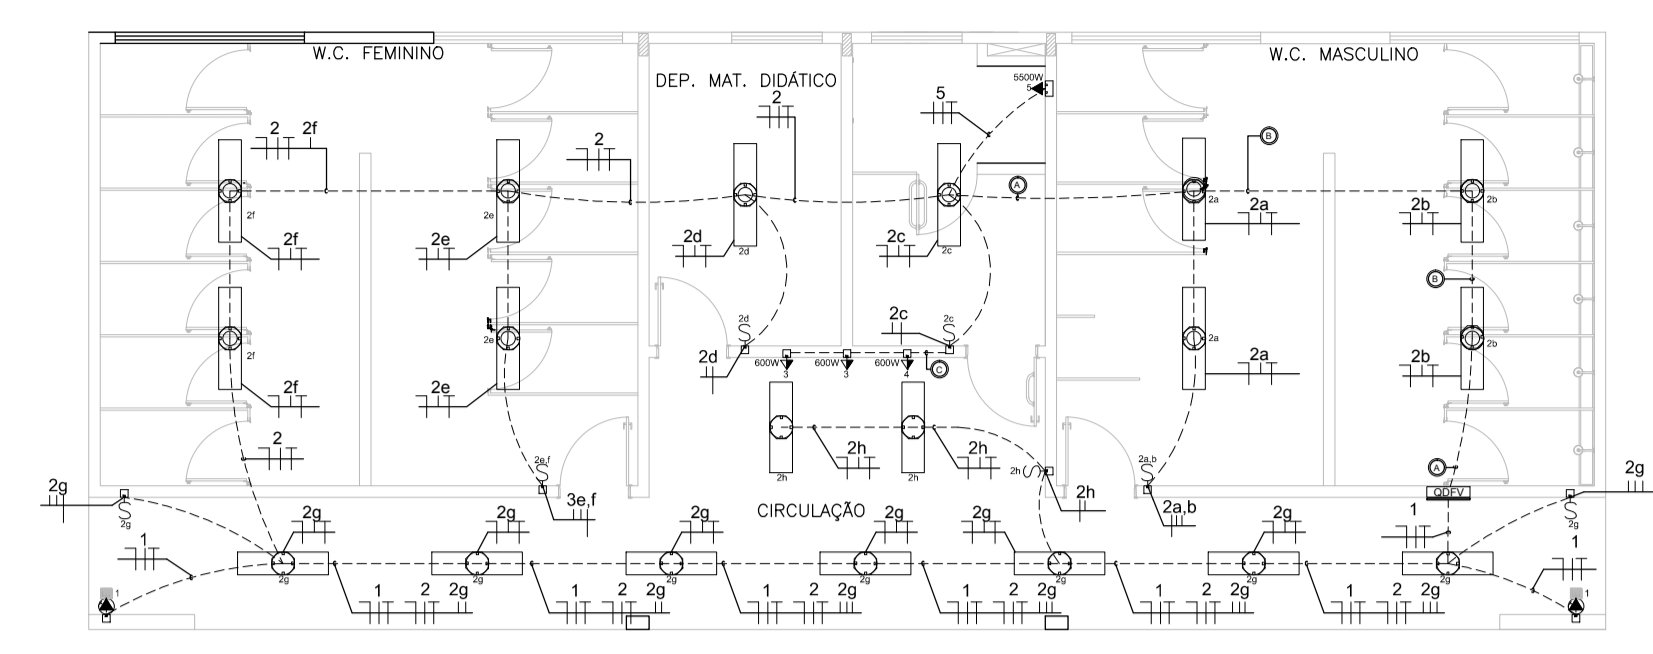 W.C. FEMININO
W.C. MASCULINO
DEP. MAT. DIDÁTICO
5500W
5
2
5
2 2f
2
B
A
2f
2e
2a
2b
2f
2e
2d
2d
2c
2c
2a
2b
B
2f
2e
2d
2c
2c
2a
2b
2d
600W
3
600W
3
600W
4
C
2f
2e
2a
2b
2
2h
2h
2h
2h
2h
2e,f
2a,b
A
QDFV
2g
2g
3e,f
2h
2a,b
2g
2g
CIRCULAÇÃO
2g
2g
2g
2g
2g
2g
1
1
1
2g
2g
2g
2g
2g
2g
2g
1
1
1 2 2g
1 2 2g
1 2 2g
1 2 2g
1 2 2g
1 2 2g